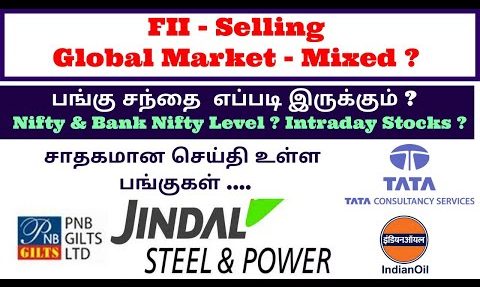 FII - Selling
Global Market - Mixed ?
பங்கு சந்தை எப்படி இருக்கும் ?
Nifty & Bank Nifty Level ? Intraday Stocks ?
சாதகமான செய்தி உள்ள
பங்குகள் ....
TATA
TATA CONSULTANCY SERVICES
PNB
GILTS
PNB
GILTS
LTD
JINDAL
STEEL & POWER
इंडियनऑयल
IndianOil